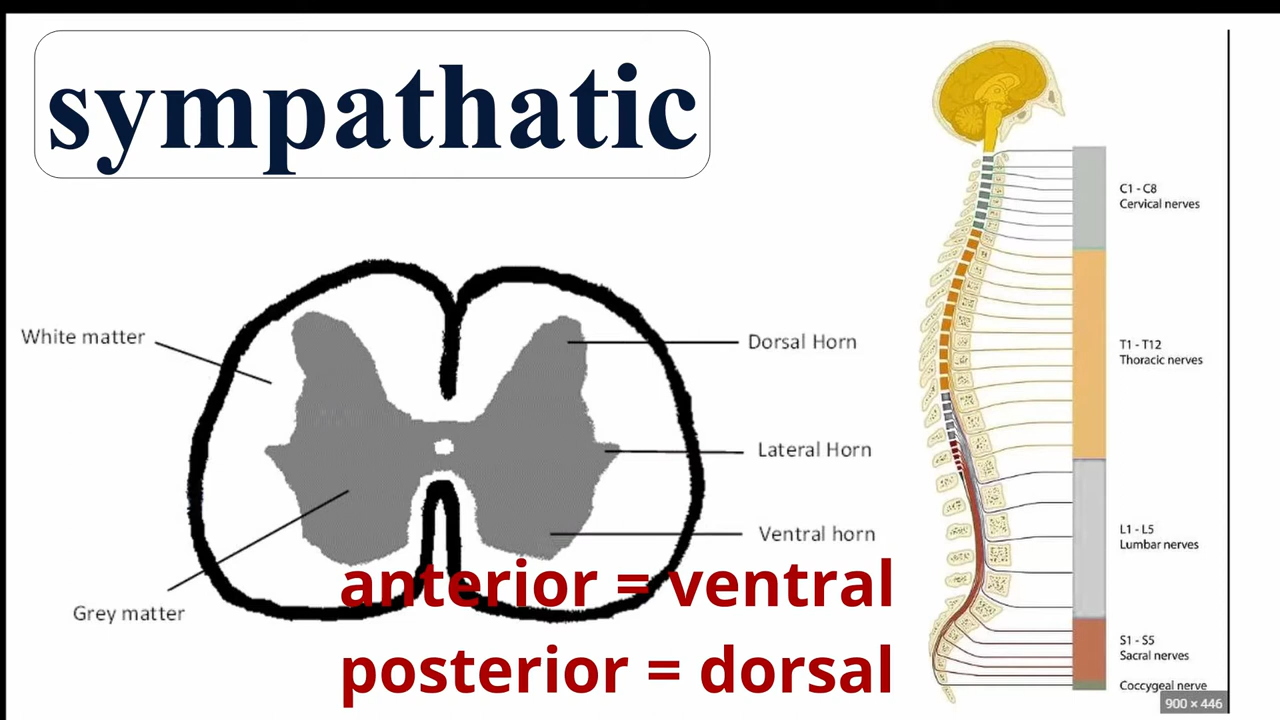 sympathatic
White matter
Grey matter
Dorsal Horn
Lateral Horn
Ventral horn
anterior = ventral
posterior = dorsal
C1 - C8
Cervical nerves
T1 - T12
Thoracic nerves
L1 - L5
Lumbar nerves
S1 - S5
Sacral nerves
Coccygeal nerve
900 × 446